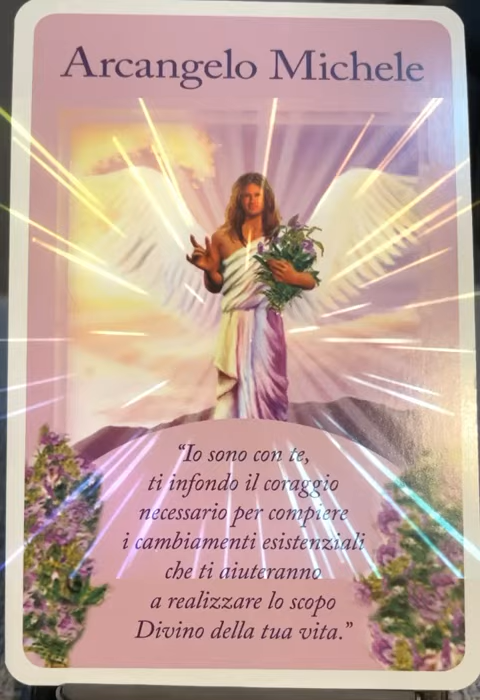 Arcangelo Michele
“Io sono con te,
ti infondo il coraggio
necessario per compiere
i cambiamenti esistenziali
che ti aiuteranno
a realizzare lo scopo
Divino della tua vita.”